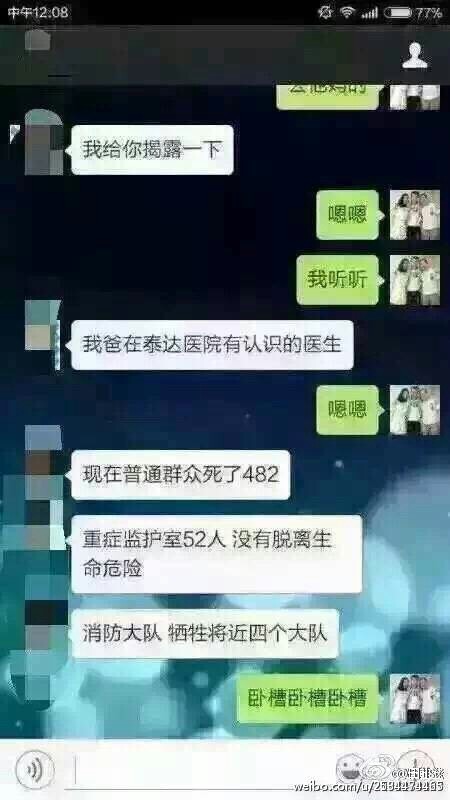 中午12:08
77%
我给你揭露一下
嗯嗯
我听听
我爸在泰达医院有认识的医生
嗯嗯
现在普通群众死了482
重症监护室52人 没有脱离生
命危险
消防大队 牺牲将近四个大队
卧槽卧槽卧槽